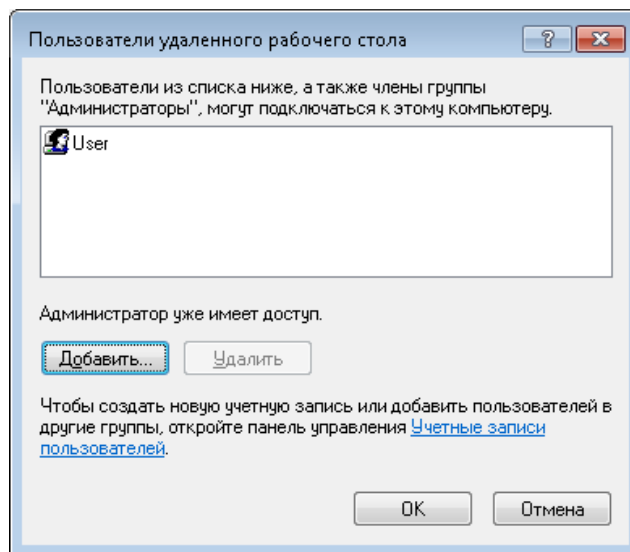 Пользователи удаленного рабочего стола
Пользователи из списка ниже, а также члены группы
"Администраторы", могут подключаться к этому компьютеру.
User
Администратор уже имеет доступ.
Добавить...
Удалить
Чтобы создать новую учетную запись или добавить пользователей в
другие группы, откройте панель управления Учетные записи
пользователей.
OK
Отмена